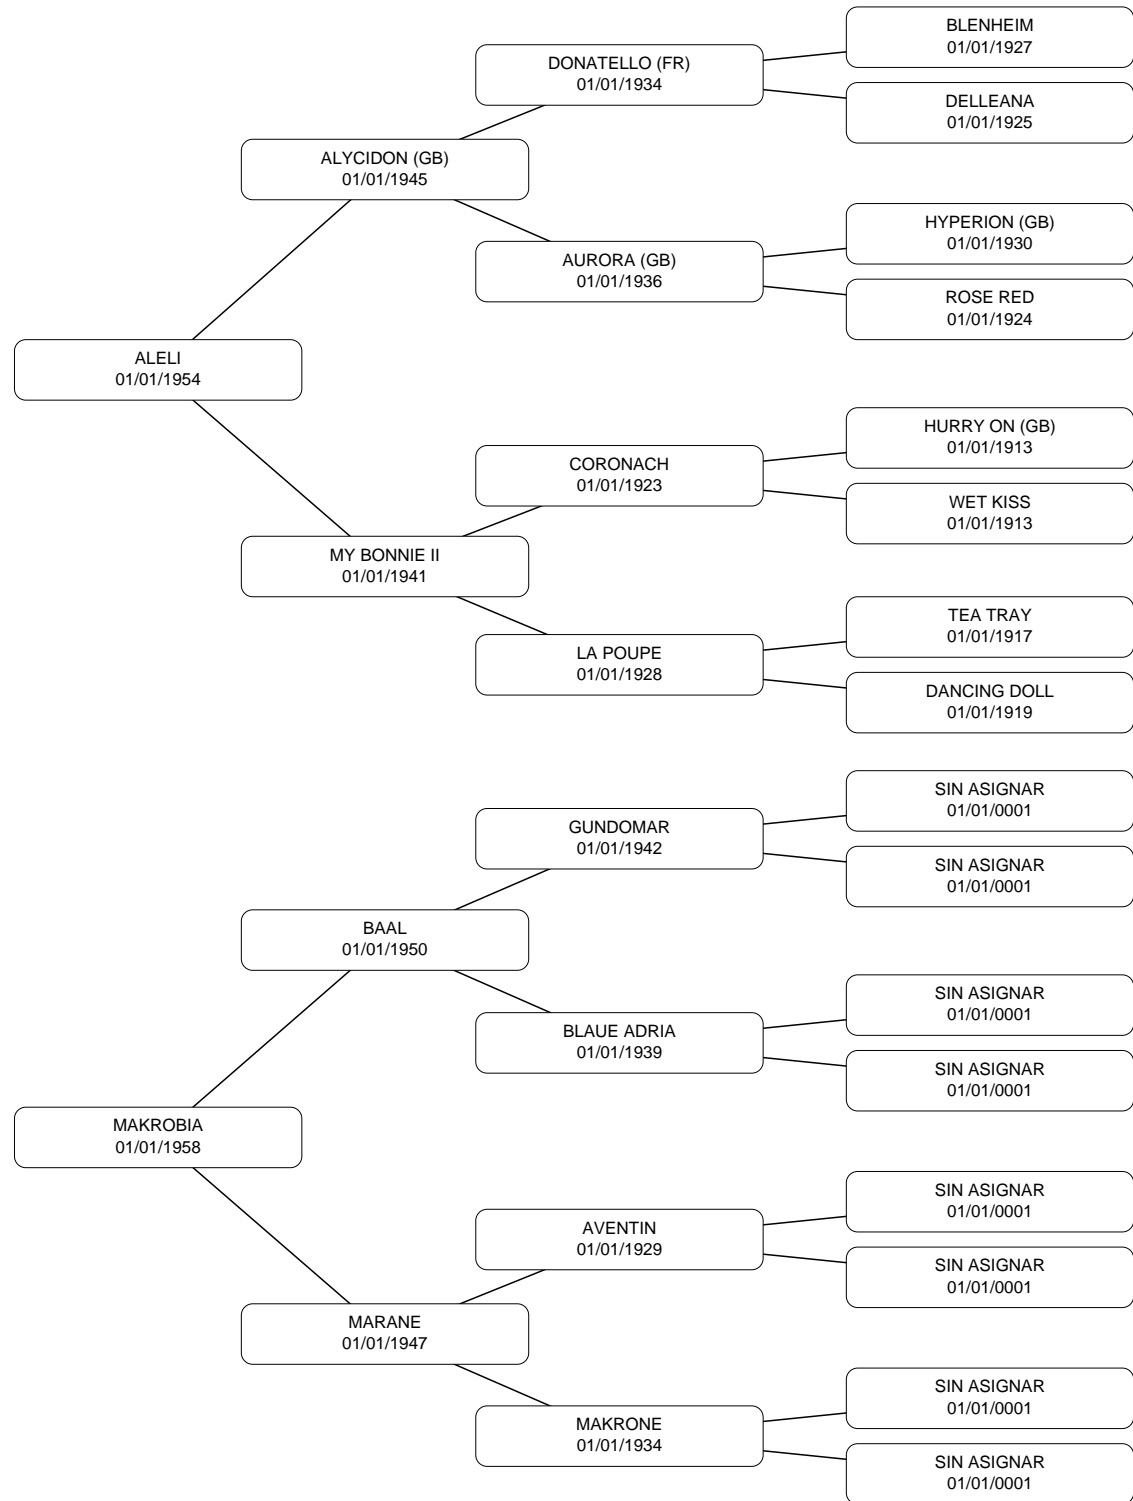 BLENHEIM
01/01/1927
DONATELLO (FR)
01/01/1934
DELLEANA
01/01/1925
ALYCIDON (GB)
01/01/1945
HYPERION (GB)
01/01/1930
AURORA (GB)
01/01/1936
ROSE RED
01/01/1924
ALELI
01/01/1954
HURRY ON (GB)
01/01/1913
CORONACH
01/01/1923
WET KISS
01/01/1913
MY BONNIE II
01/01/1941
TEA TRAY
01/01/1917
LA POUPE
01/01/1928
DANCING DOLL
01/01/1919
SIN ASIGNAR
01/01/0001
GUNDOMAR
01/01/1942
SIN ASIGNAR
01/01/0001
BAAL
01/01/1950
SIN ASIGNAR
01/01/0001
BLAUE ADRIA
01/01/1939
SIN ASIGNAR
01/01/0001
MAKROBIA
01/01/1958
SIN ASIGNAR
01/01/0001
AVENTIN
01/01/1929
SIN ASIGNAR
01/01/0001
MARANE
01/01/1947
SIN ASIGNAR
01/01/0001
MAKRONE
01/01/1934
SIN ASIGNAR
01/01/0001